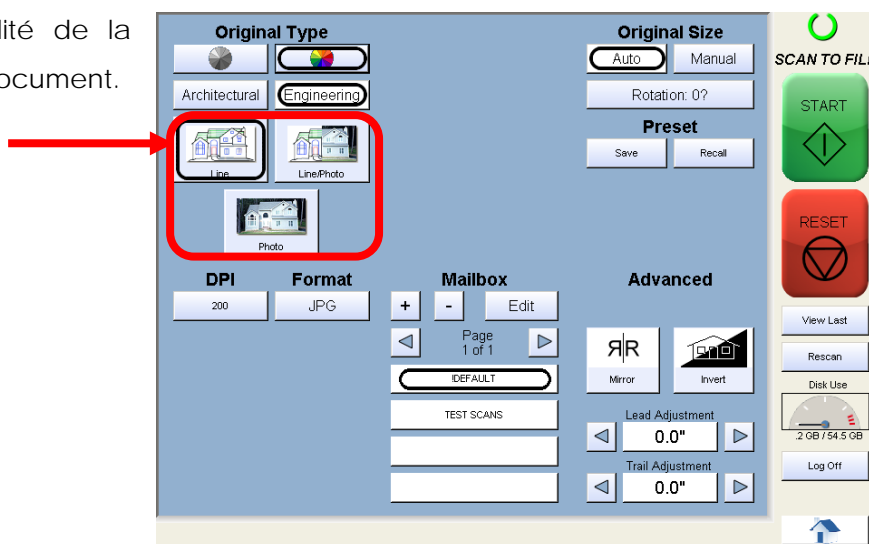 lité de la
ocument.
Original Type
Architectural
Engineering
Line
Line/Photo
Photo
DPI
Format
200
JPG
Mailbox
+
-
Edit
Page
1 of 1
!DEFAULT
TEST SCANS
Original Size
Auto
Manual
Rotation: 0?
Preset
Save
Recall
Advanced
ЯR
Mirror
Invert
Lead Adjustment
0.0"
Trail Adjustment
0.0"
SCAN TO FIL
START
RESET
View Last
Rescan
Disk Use
.2 GB / 54.5 GB
Log Off